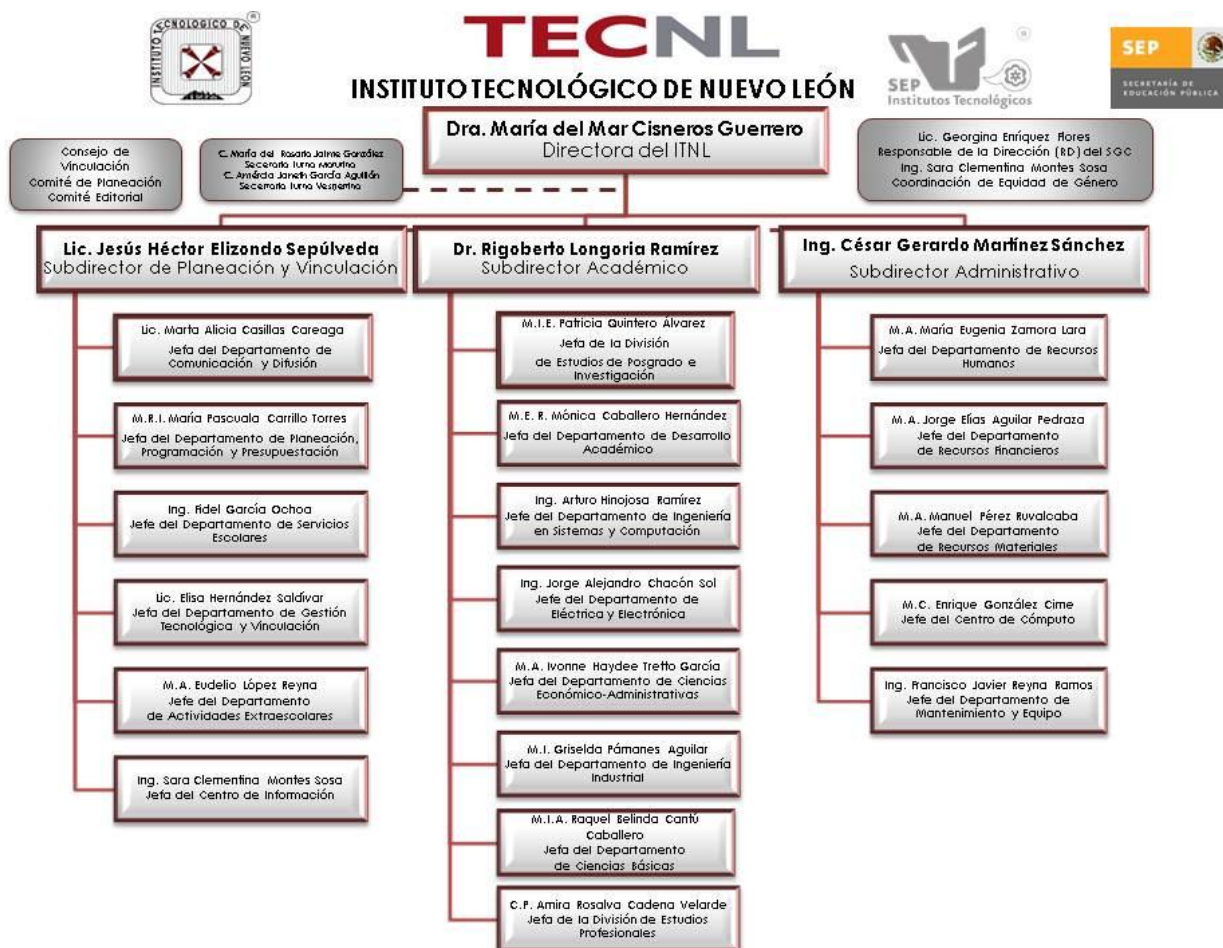 INSTITUTO TECNOLOGICO DE NUEVO LEÓN
TECNL
INSTITUTO TECNOLÓGICO DE NUEVO LEÓN
SEP
Institutos Tecnológicos
SEP
SECRETARÍA DE
EDUCACIÓN PÚBLICA
Dra. María del Mar Cisneros Guerrero
Directora del ITNL
Consejo de
Vinculación
Comité de Planeación
Comité Editorial
C. María del Rosario Jaime González
Secretaria Turno Matutino
C. Janeth García Aguillón
Secretaria Turno Vespertino
Lic. Georgina Enríquez Flores
Responsable de la Dirección (RD) del SGC
Ing. Sara Clementina Montes Sosa
Coordinación de Equidad de Género
Lic. Jesús Héctor Elizondo Sepúlveda
Subdirector de Planeación y Vinculación
Dr. Rigoberto Longoria Ramírez
Subdirector Académico
Ing. César Gerardo Martínez Sánchez
Subdirector Administrativo
Lic. Marta Alicia Casillas Careaga
Jefa del Departamento de
Comunicación y Difusión
M.R.I. María Pascuala Carrillo Torres
Jefa del Departamento de Planeación,
Programación y Presupuestación
Ing. Fidel García Ochoa
Jefe del Departamento de Servicios
Escolares
Lic. Elisa Hernández Saldívar
Jefa del Departamento de Gestión
Tecnológica y Vinculación
M.A. Eudelio López Reyna
Jefe del Departamento
de Actividades Extraescolares
Ing. Sara Clementina Montes Sosa
Jefa del Centro de Información
M.I.E. Patricia Quintero Álvarez
Jefa de la División
de Estudios de Posgrado e
Investigación
M.E.R. Mónica Caballero Hernández
Jefa del Departamento de Desarrollo
Académico
Ing. Arturo Hinojosa Ramírez
Jefe del Departamento de Ingeniería
en Sistemas y Computación
Ing. Jorge Alejandro Chacón Sol
Jefe del Departamento de
Eléctrica y Electrónica
M.A. Ivonne Haydee Tretto García
Jefa del Departamento de Ciencias
Económico-Administrativas
M.I. Griselda Pámanes Aguilar
Jefa del Departamento de Ingeniería
Industrial
M.I.A. Raquel Belinda Cantú
Caballero
Jefa del Departamento
de Ciencias Básicas
C.P. Amira Rosalva Cadena Velarde
Jefa de la División de Estudios
Profesionales
M.A. María Eugenia Zamora Lara
Jefa del Departamento de Recursos
Humanos
M.A. Jorge Elías Aguilar Pedraza
Jefe del Departamento
de Recursos Financieros
M.A. Manuel Pérez Ruvalcaba
Jefe del Departamento
de Recursos Materiales
M.C. Enrique González Cirne
Jefe del Centro de Cómputo
Ing. Francisco Javier Reyna Ramos
Jefe del Departamento de
Mantenimiento y Equipo